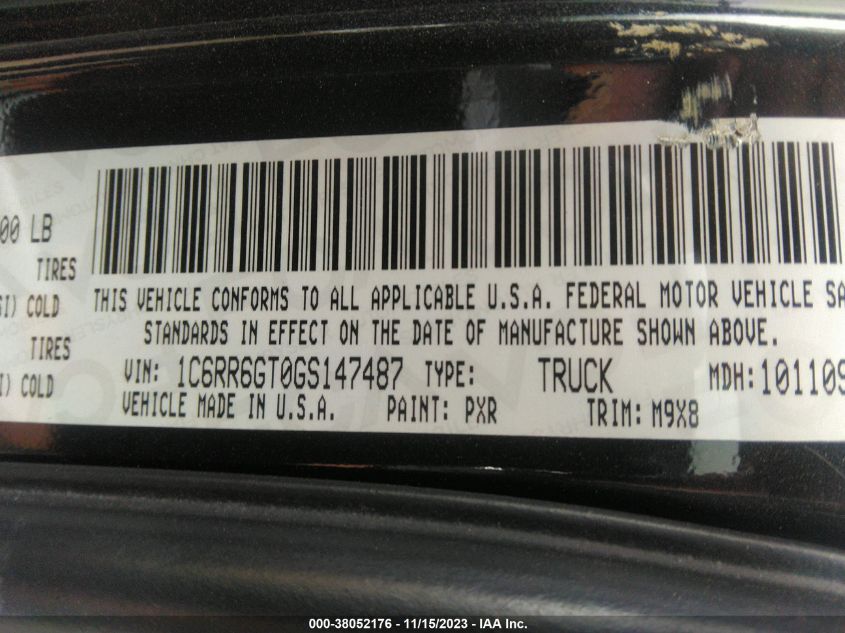 00 LB
TIRES
SI) COLD
TIRES
I) COLD
THIS VEHICLE CONFORMS TO ALL APPLICABLE U.S.A. FEDERAL MOTOR VEHICLE SA
STANDARDS IN EFFECT ON THE DATE OF MANUFACTURE SHOWN ABOVE.
VIN: 1C6RR6GT0GS147487 TYPE: TRUCK MDH: 101109
VEHICLE MADE IN U.S.A. PAINT: PXR TRIM: M9X8
000-38052176 - 11/15/2023 - IAA Inc.